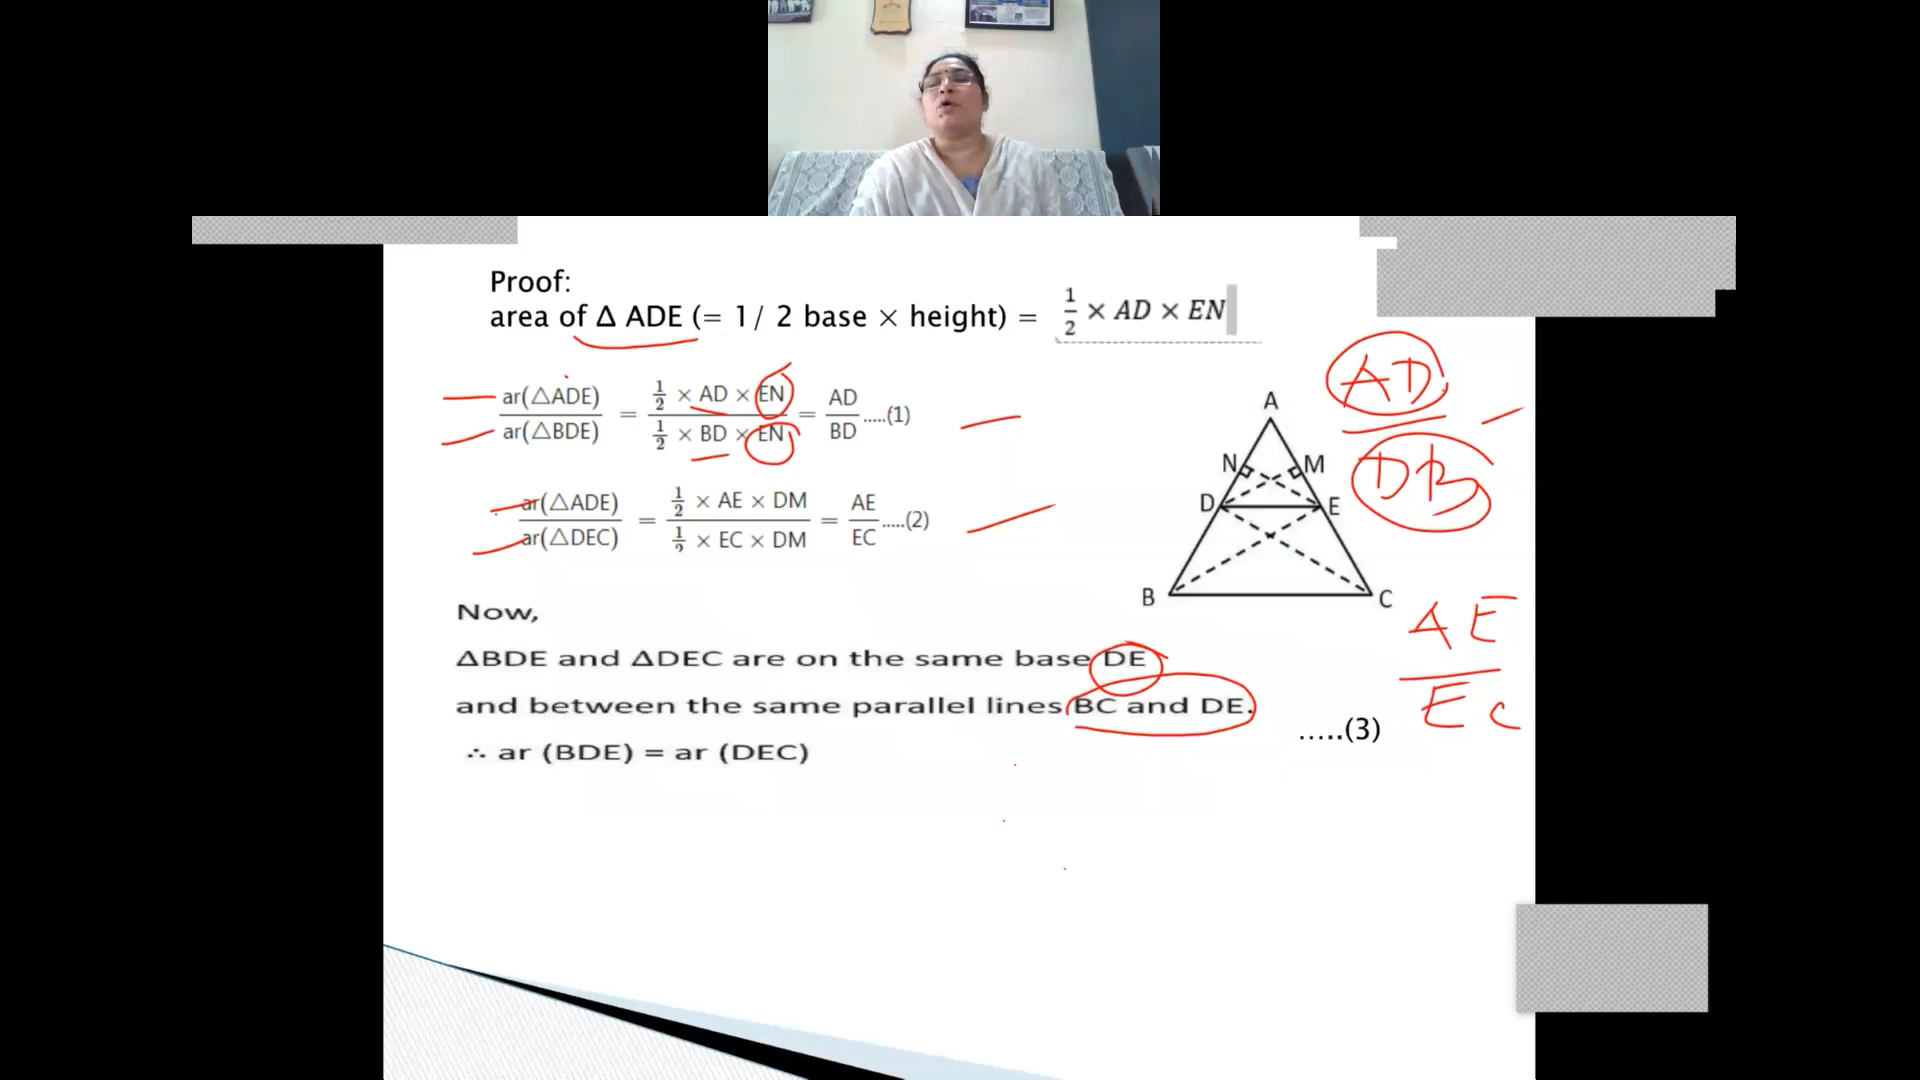 Proof:
area of Δ ADE (= 1/ 2 base × height) = 1/2 × AD × EN
ar(△ADE)/ar(△BDE) = (1/2 × AD × EN)/(1/2 × BD × EN) = AD/BD .....(1)
ar(△ADE)/ar(△DEC) = (1/2 × AE × DM)/(1/2 × EC × DM) = AE/EC .....(2)
AD
DB
A
N M
D E
B C
AE
EC
Now,
ΔBDE and ΔDEC are on the same base DE
and between the same parallel lines BC and DE.
.....(3)
∴ ar (BDE) = ar (DEC)